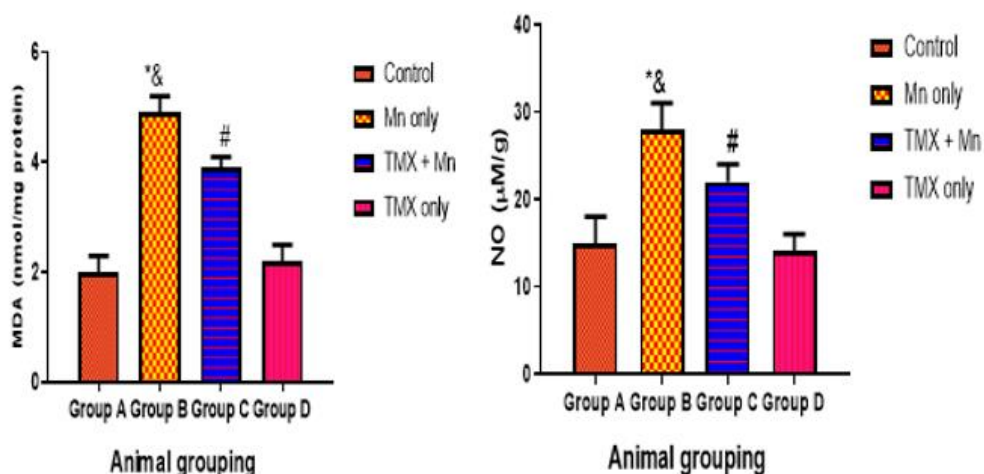 MDA (nmol/mg protein)
6
4
2
0
*&
#
Group A Group B Group C Group D
Animal grouping
Control
Mn only
TMX + Mn
TMX only
NO (µM/g)
40
30
20
10
0
*&
#
Group A Group B Group C Group D
Animal grouping
Control
Mn only
TMX + Mn
TMX only